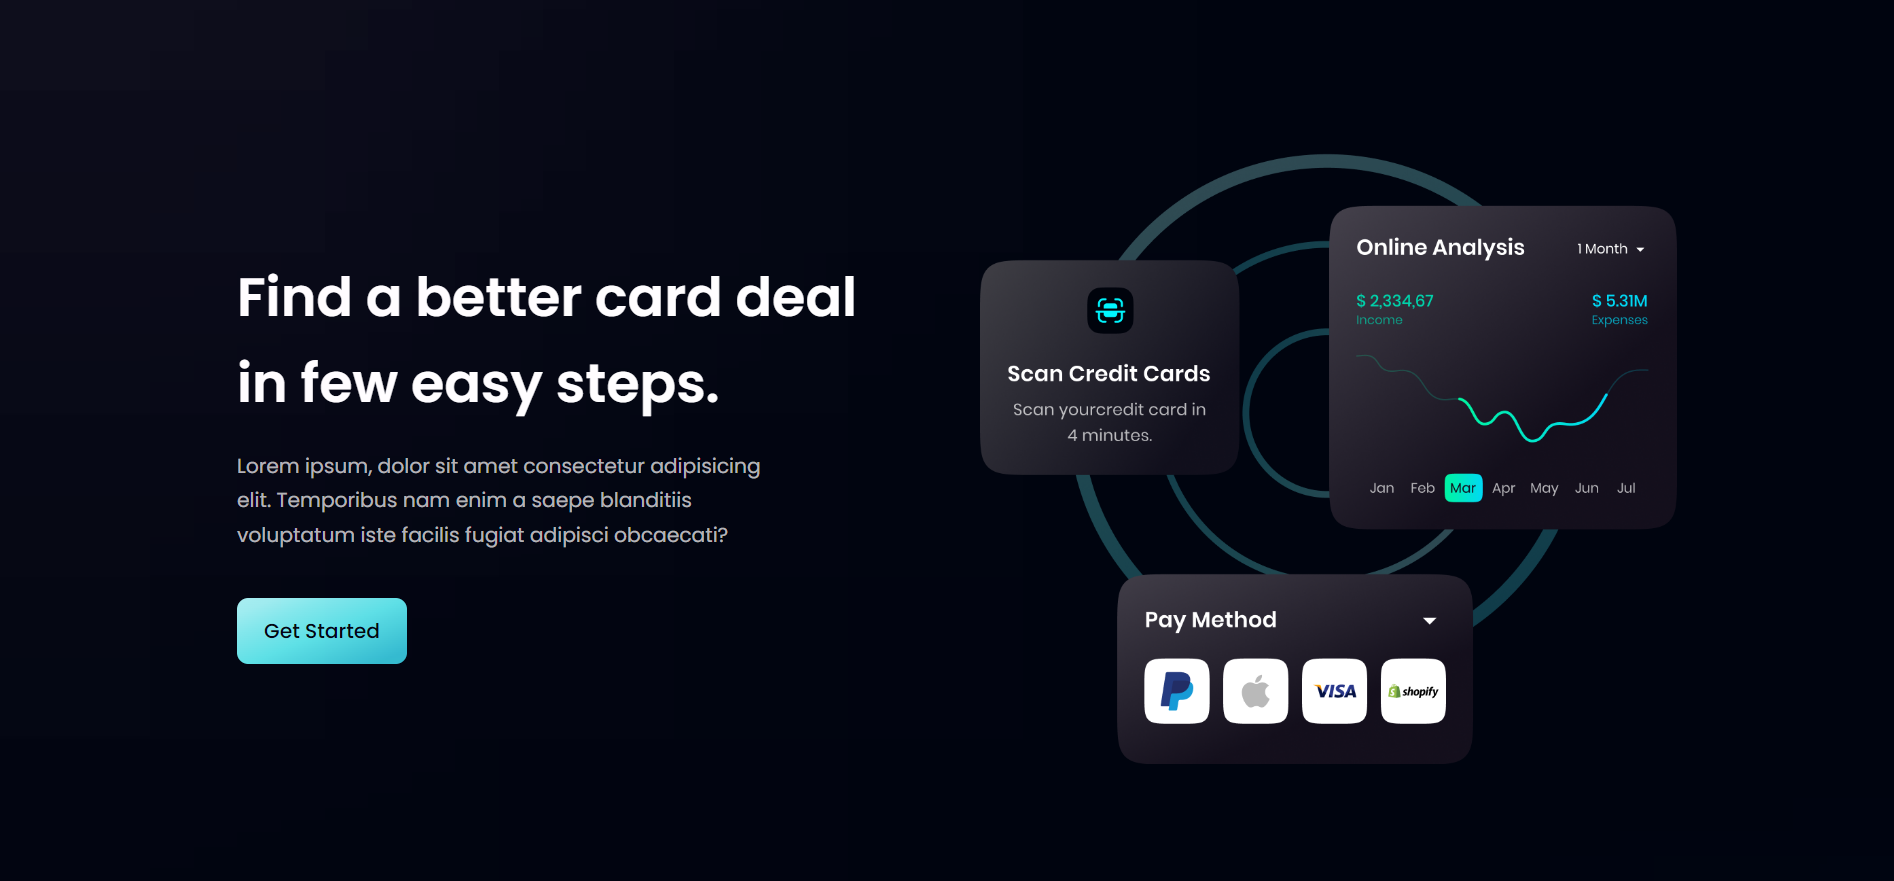 Find a better card deal
in few easy steps.
Lorem ipsum, dolor sit amet consectetur adipisicing
elit. Temporibus nam enim a saepe blanditiis
voluptatum iste facilis fugiat adipisci obcaecati?
Get Started
Scan Credit Cards
Scan yourcredit card in
4 minutes.
Online Analysis
1 Month
$ 2,334,67
$ 5.31M
Income
Expenses
Jan Feb Mar Apr May Jun Jul
Pay Method
VISA
shopify